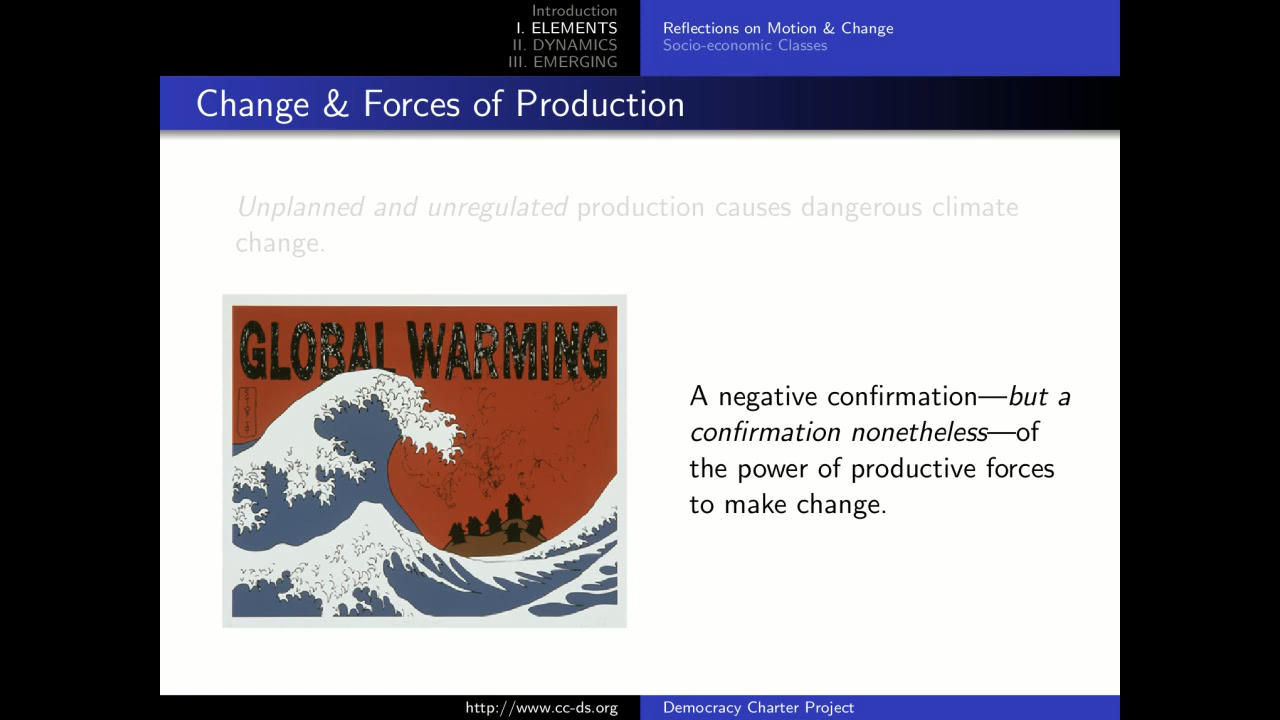 Introduction
I. ELEMENTS
II. DYNAMICS
III. EMERGING
Reflections on Motion & Change
Socio-economic Classes
Change & Forces of Production
Unplanned and unregulated production causes dangerous climate
change.
GLOBAL WARMING
A negative confirmation—but a
confirmation nonetheless—of
the power of productive forces
to make change.
http://www.cc-ds.org
Democracy Charter Project